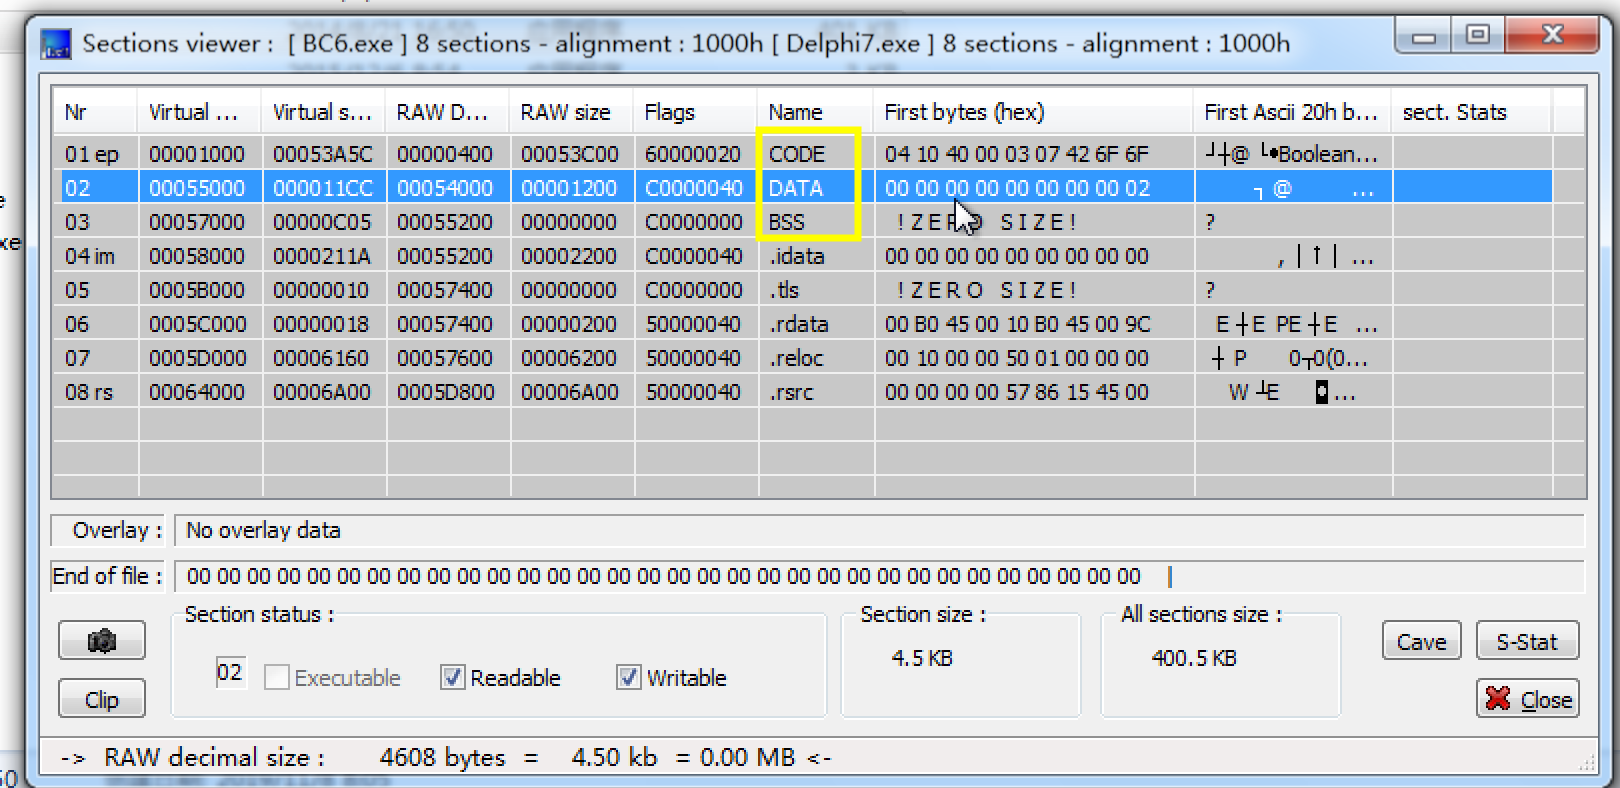 Sections viewer : [ BC6.exe ] 8 sections - alignment : 1000h [ Delphi7.exe ] 8 sections - alignment : 1000h
Nr Virtual ... Virtual s... RAW D... RAW size Flags Name First bytes (hex) First Ascii 20h b... sect. Stats
01 ep 00001000 00053A5C 00000400 00053C00 60000020 CODE 04 10 40 00 03 07 42 6F 6F ┘┼@ └•Boolean...
02 00055000 000011CC 00054000 00001200 C0000040 DATA 00 00 00 00 00 00 00 00 02 ┐ @ ...
03 00057000 00000C05 00055200 00000000 C0000000 BSS ! Z E R O S I Z E ! ?
04 im 00058000 0000211A 00055200 00002200 C0000040 .idata 00 00 00 00 00 00 00 00 00 , | ↑ | ...
05 0005B000 00000010 00057400 00000000 C0000000 .tls ! Z E R O S I Z E ! ?
06 0005C000 00000018 00057400 00000200 50000040 .rdata 00 B0 45 00 10 B0 45 00 9C E ┼E PE ┼E ...
07 0005D000 00006160 00057600 00006200 50000040 .reloc 00 10 00 00 50 01 00 00 00 ┼ P 0┬0(0...
08 rs 00064000 00006A00 0005D800 00006A00 50000040 .rsrc 00 00 00 00 57 86 15 45 00 W ┴E ◘...
Overlay : No overlay data
End of file : 00 00 00 00 00 00 00 00 00 00 00 00 00 00 00 00 00 00 00 00 00 00 00 00 00 00 00 00 00 00 00 00 |
Section status :
Section size :
All sections size :
02 Executable Readable Writable
4.5 KB
400.5 KB
Cave
S-Stat
Clip
Close
-> RAW decimal size : 4608 bytes = 4.50 kb = 0.00 MB <-